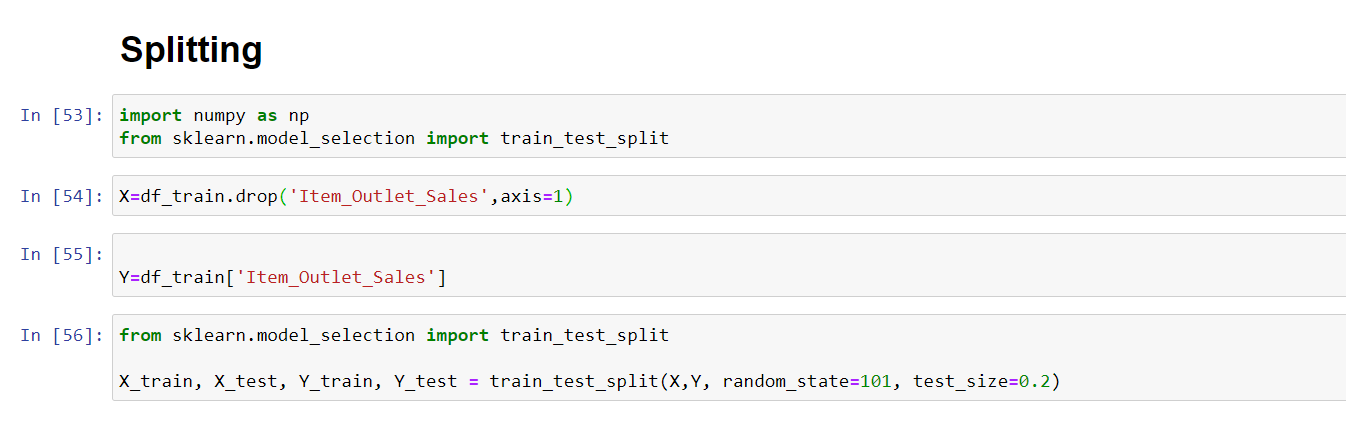 Splitting
In [53]: import numpy as np
from sklearn.model_selection import train_test_split
In [54]: X=df_train.drop('Item_Outlet_Sales',axis=1)
In [55]:
Y=df_train['Item_Outlet_Sales']
In [56]: from sklearn.model_selection import train_test_split
X_train, X_test, Y_train, Y_test = train_test_split(X,Y, random_state=101, test_size=0.2)